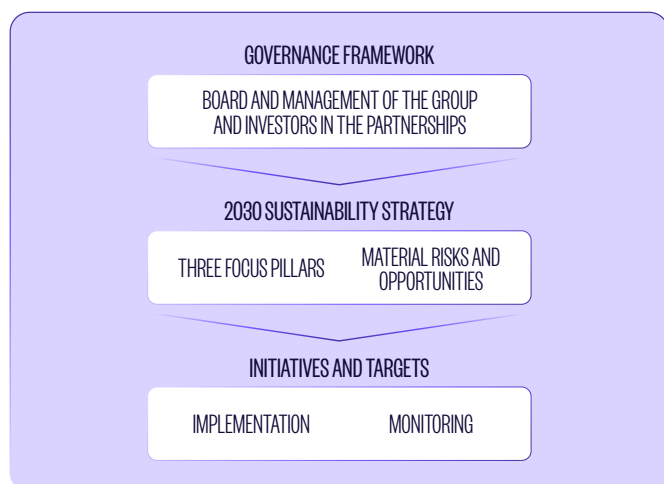 GOVERNANCE FRAMEWORK
BOARD AND MANAGEMENT OF THE GROUP
AND INVESTORS IN THE PARTNERSHIPS
2030 SUSTAINABILITY STRATEGY
THREE FOCUS PILLARS
MATERIAL RISKS AND
OPPORTUNITIES
INITIATIVES AND TARGETS
IMPLEMENTATION
MONITORING